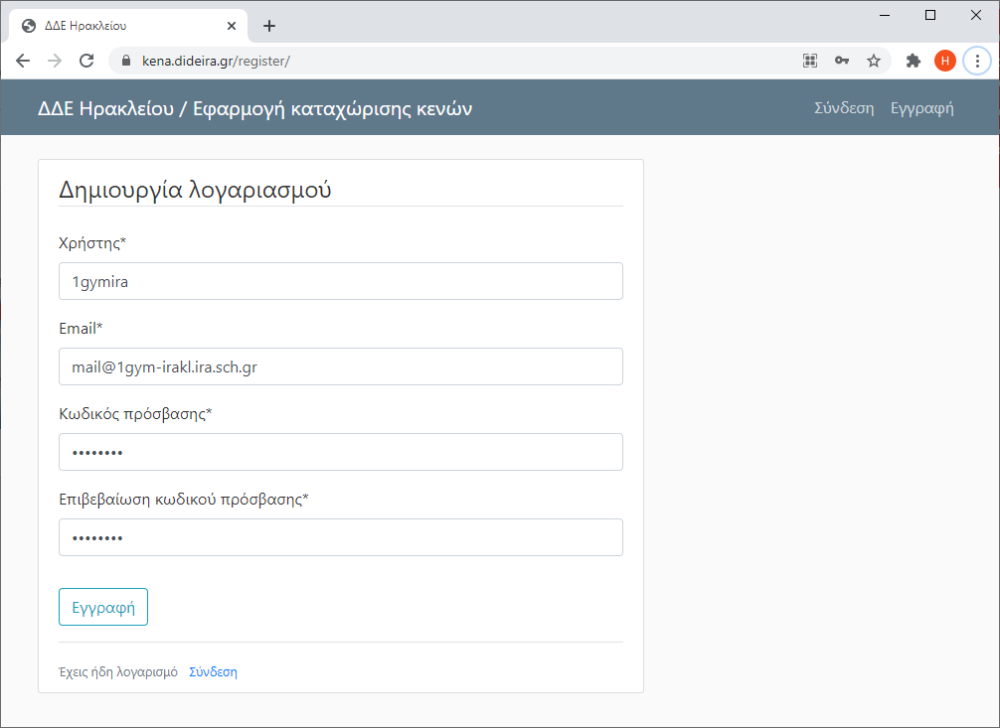 ΔΔΕ Ηρακλείου
kena.dideira.gr/register/
H
ΔΔΕ Ηρακλείου / Εφαρμογή καταχώρισης κενών
Σύνδεση Εγγραφή
Δημιουργία λογαριασμού
Χρήστης*
1gymira
Email*
mail@1gym-irakl.ira.sch.gr
Κωδικός πρόσβασης*
••••••••
Επιβεβαίωση κωδικού πρόσβασης*
••••••••
Εγγραφή
Έχεις ήδη λογαρισμό Σύνδεση